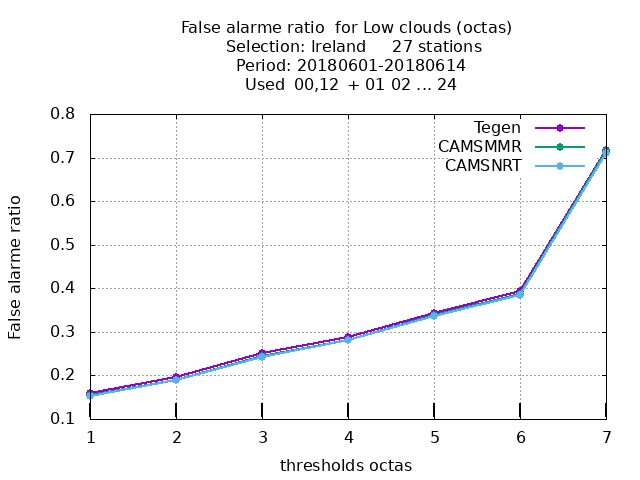 False alarme ratio  for Low clouds (octas)
Selection: Ireland     27 stations
Period: 20180601-20180614
Used  00,12  + 01 02 ... 24
Tegen
CAMSMMR
CAMSNRT
0.8
0.7
0.6
0.5
0.4
0.3
0.2
0.1
False alarme ratio
1 2 3 4 5 6 7
thresholds octas